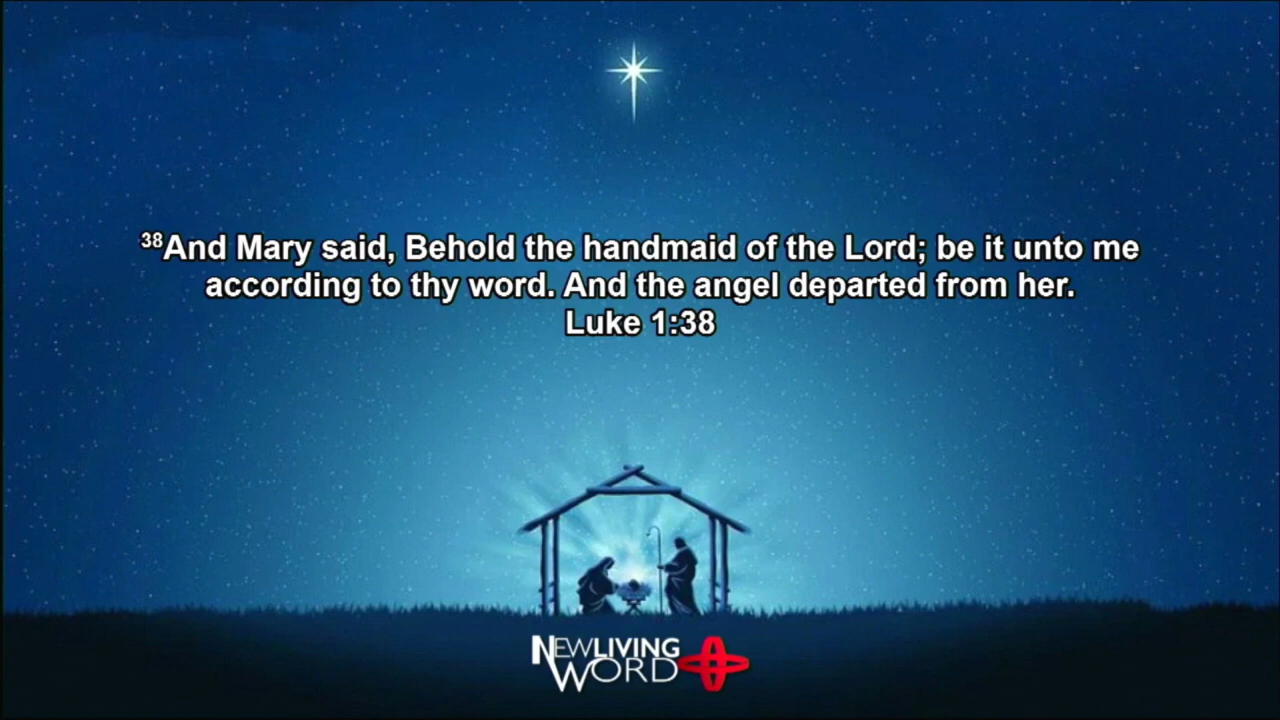 ³⁸And Mary said, Behold the handmaid of the Lord; be it unto me
according to thy word. And the angel departed from her.
Luke 1:38
NEWLIVING
WORD